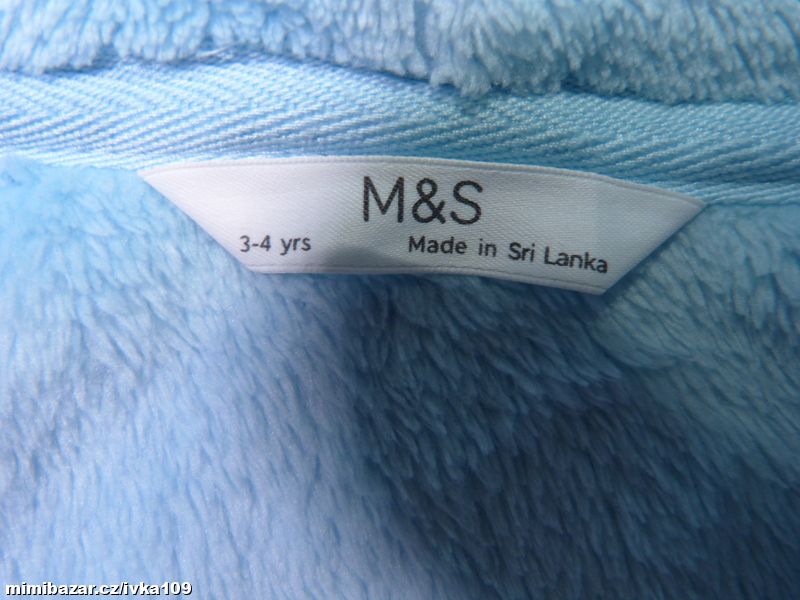 M&S
3-4 yrs Made in Sri Lanka
mimibazar.cz/ivka109